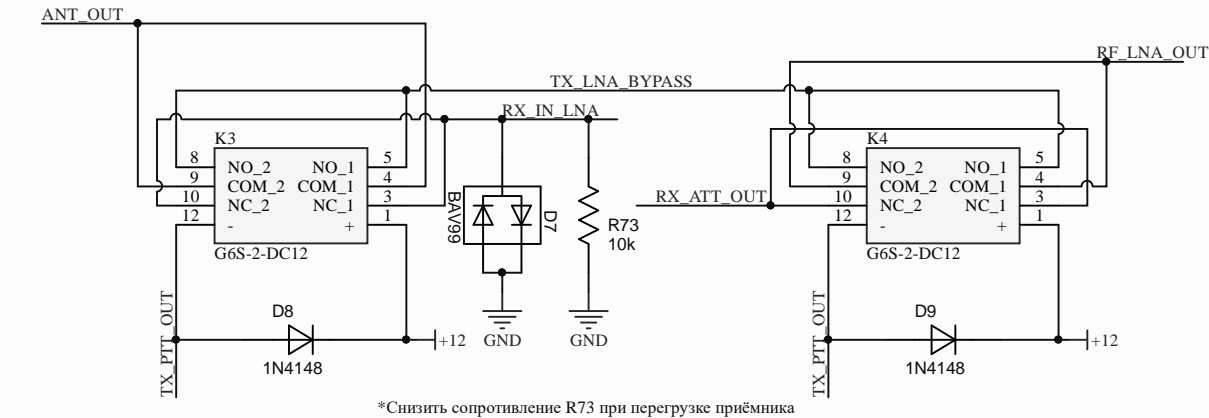 ANT_OUT
RF_LNA_OUT
TX_LNA_BYPASS
RX_IN_LNA
K3
8 NO_2 NO_1 5
9 COM_2 COM_1 4
10 NC_2 NC_1 3
12 - + 1
G6S-2-DC12
BAV99
D7
R73
10k
RX_ATT_OUT
K4
8 NO_2 NO_1 5
9 COM_2 COM_1 4
10 NC_2 NC_1 3
12 - + 1
G6S-2-DC12
TX_PTT_OUT
D8
1N4148
+12
GND
GND
TX_PTT_OUT
D9
1N4148
+12
*Снизить сопротивление R73 при перегрузке приёмника